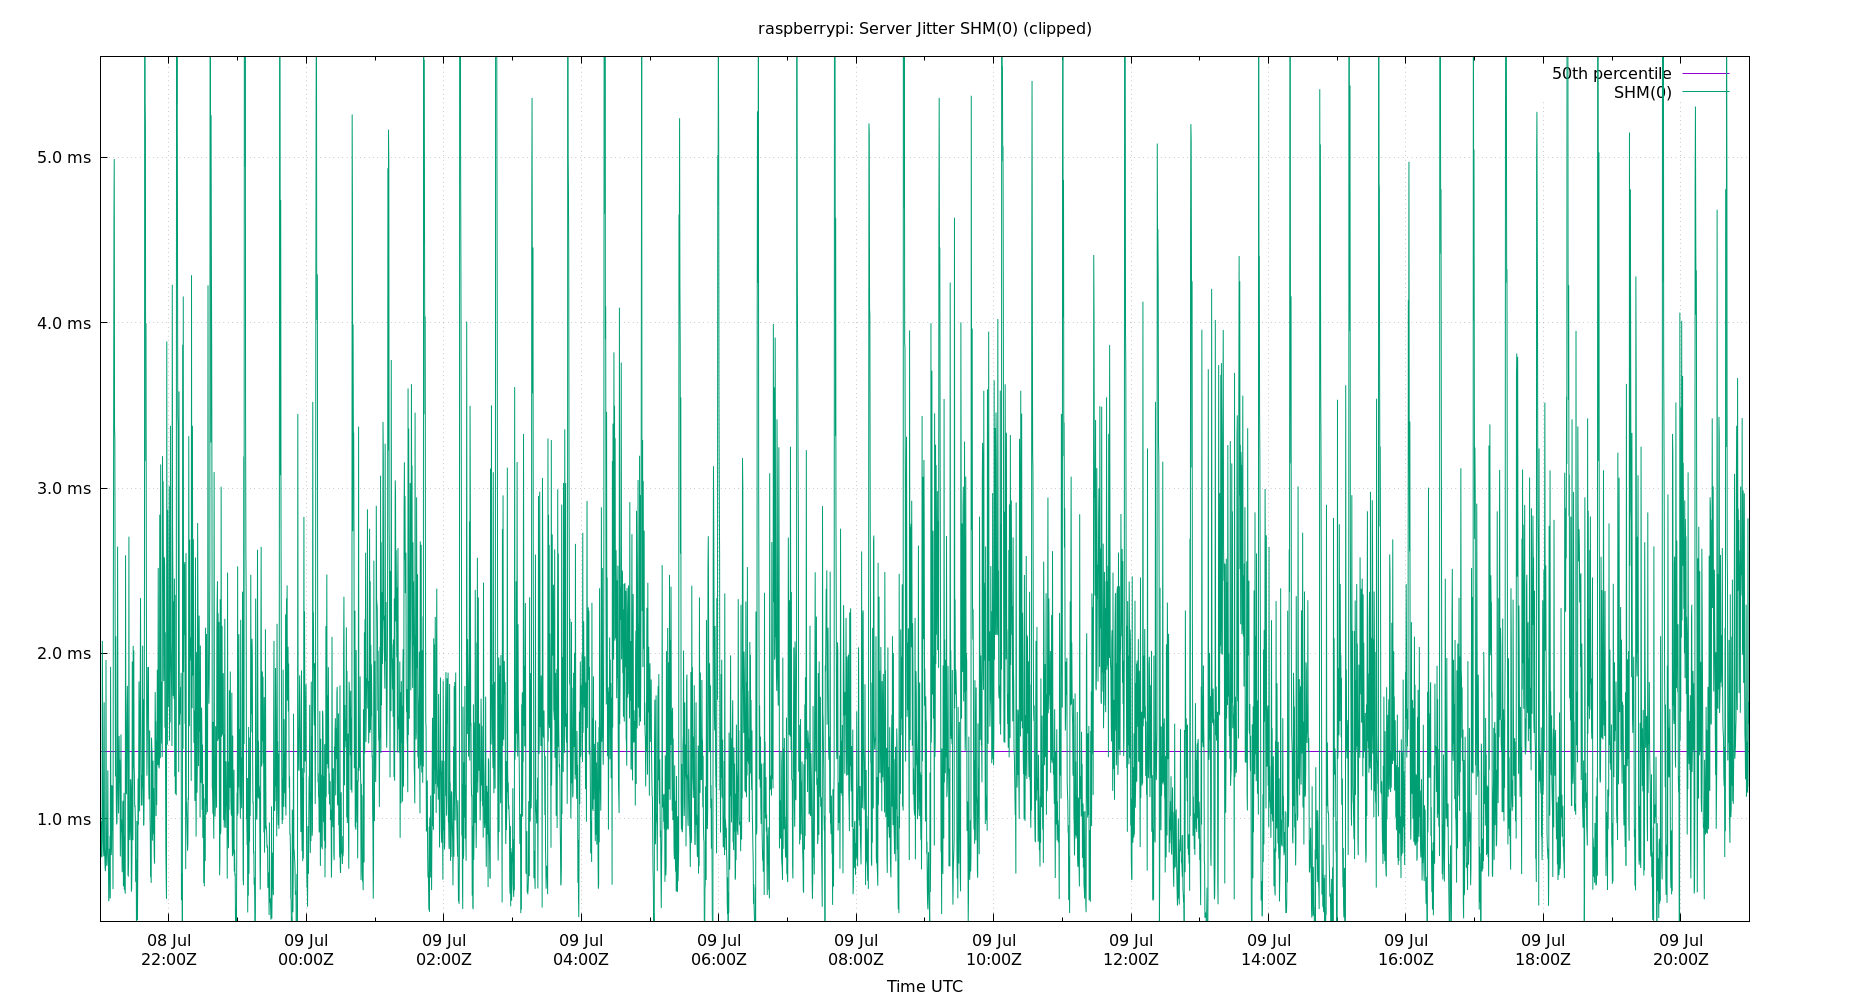 raspberrypi: Server Jitter SHM(0) (clipped)
50th percentile
SHM(0)
5.0 ms
4.0 ms
3.0 ms
2.0 ms
1.0 ms
08 Jul 09 Jul 09 Jul 09 Jul 09 Jul 09 Jul 09 Jul 09 Jul 09 Jul 09 Jul 09 Jul 09 Jul
22:00Z 00:00Z 02:00Z 04:00Z 06:00Z 08:00Z 10:00Z 12:00Z 14:00Z 16:00Z 18:00Z 20:00Z
Time UTC